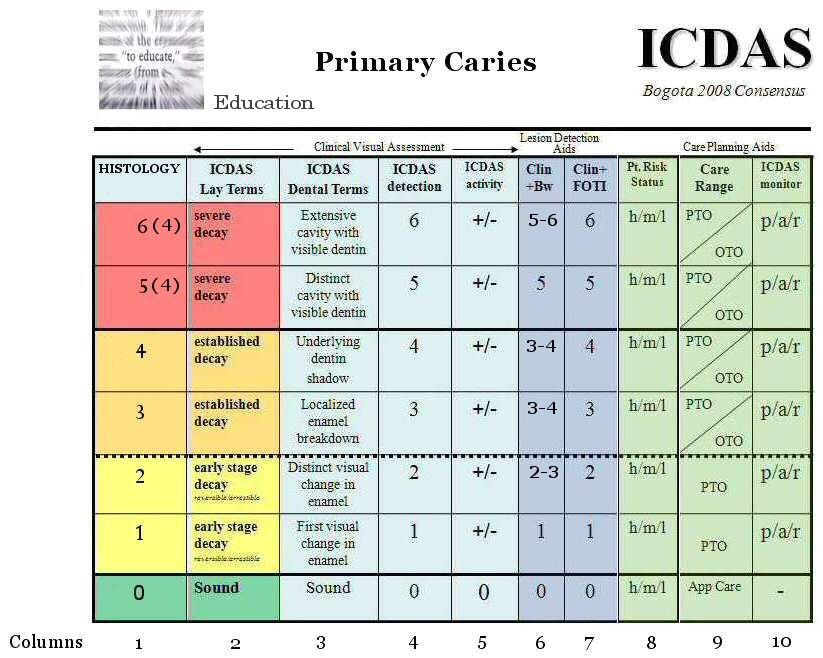 & the cri
"to educate,"
(from
Education
Primary Caries
ICDAS
Bogota 2008 Consensus
Clinical Visual Assessment
Lesion Detection
Aids
Care Planning Aids
HISTOLOGY
ICDAS
Lay Terms
ICDAS
Dental Terms
ICDAS
detection
ICDAS
activity
Clin
+Bw
Clin+
FOTI
Pt. Risk
Status
Care
Range
ICDAS
monitor
6(4)
severe
decay
Extensive
cavity with
visible dentin
6
+/-
5-6
6
h/m/l
PTO
OTO
p/a/r
5(4)
severe
decay
Distinct
cavity with
visible dentin
5
+/-
5
5
h/m/l
PTO
OTO
p/a/r
4
established
decay
Underlying
dentin
shadow
4
+/-
3-4
4
h/m/l
PTO
OTO
p/a/r
3
established
decay
Localized
enamel
breakdown
3
+/-
3-4
3
h/m/l
PTO
OTO
p/a/r
2
early stage
decay
reversible/arrestible
Distinct visual
change in
enamel
2
+/-
2-3
2
h/m/l
PTO
p/a/r
1
early stage
decay
reversible/arrestible
First visual
change in
enamel
1
+/-
1
1
h/m/l
PTO
p/a/r
0
Sound
Sound
0
0
0
0
h/m/l
App Care
-
Columns 1 2 3 4 5 6 7 8 9 10